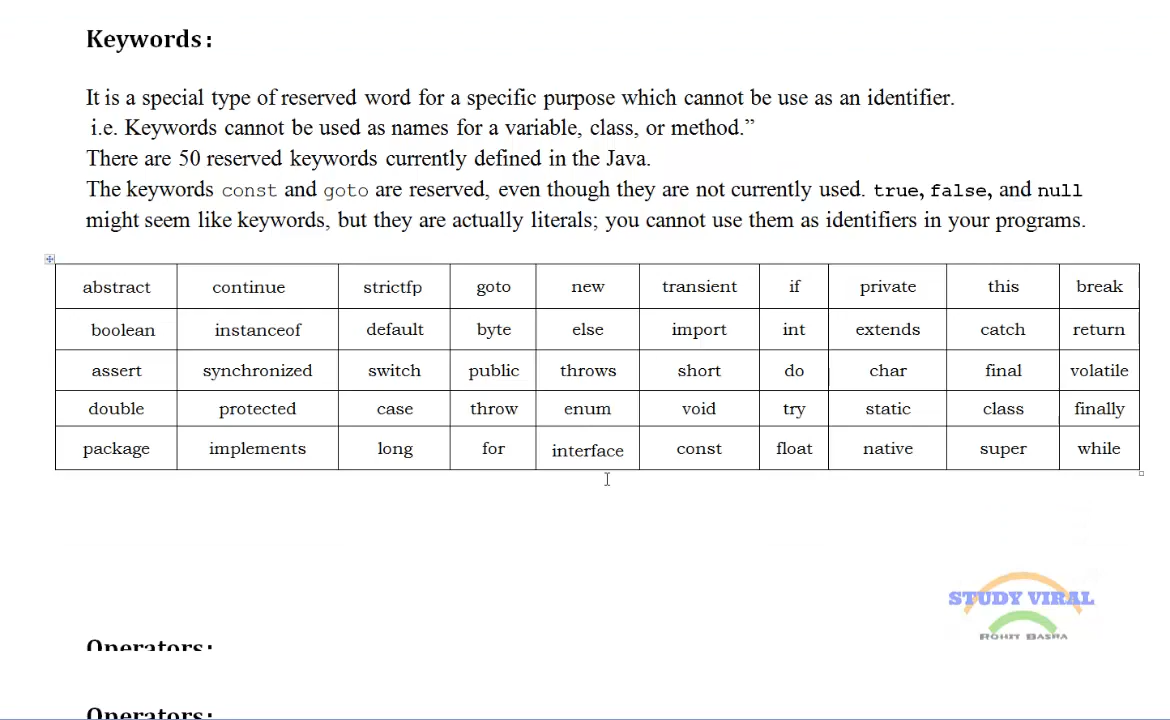 Keywords:
It is a special type of reserved word for a specific purpose which cannot be use as an identifier.
i.e. Keywords cannot be used as names for a variable, class, or method.”
There are 50 reserved keywords currently defined in the Java.
The keywords const and goto are reserved, even though they are not currently used. true, false, and null
might seem like keywords, but they are actually literals; you cannot use them as identifiers in your programs.
abstract continue strictfp goto new transient if private this break
boolean instanceof default byte else import int extends catch return
assert synchronized switch public throws short do char final volatile
double protected case throw enum void try static class finally
package implements long for interface const float native super while
STUDY VIRAL
ROHIT BASHA
Operators:
Operators: